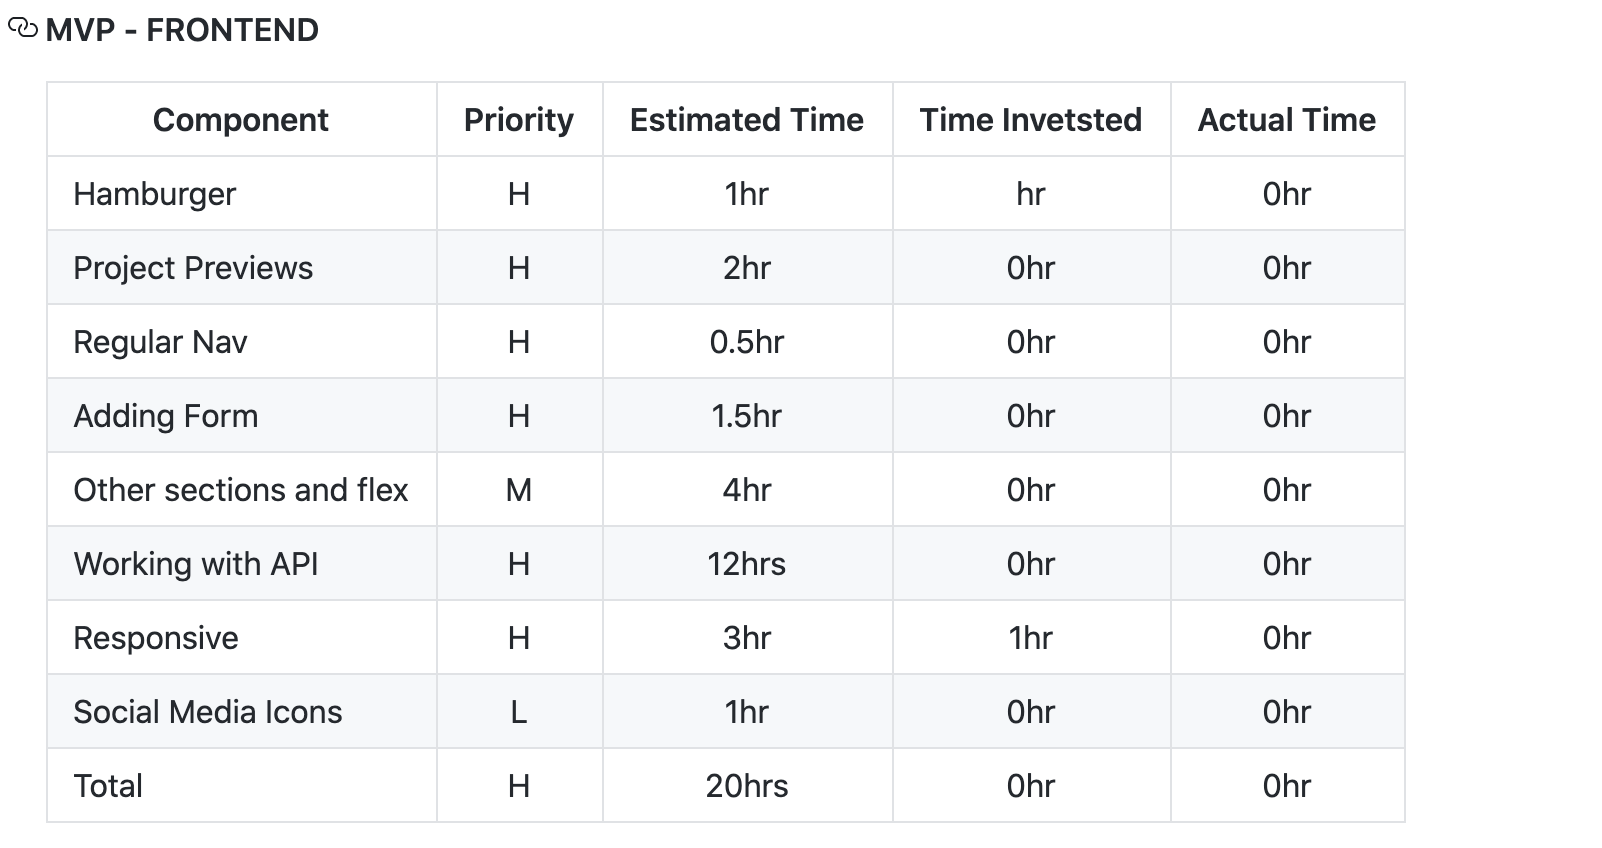 MVP - FRONTEND
Component Priority Estimated Time Time Invetsted Actual Time
Hamburger H 1hr hr 0hr
Project Previews H 2hr 0hr 0hr
Regular Nav H 0.5hr 0hr 0hr
Adding Form H 1.5hr 0hr 0hr
Other sections and flex M 4hr 0hr 0hr
Working with API H 12hrs 0hr 0hr
Responsive H 3hr 1hr 0hr
Social Media Icons L 1hr 0hr 0hr
Total H 20hrs 0hr 0hr